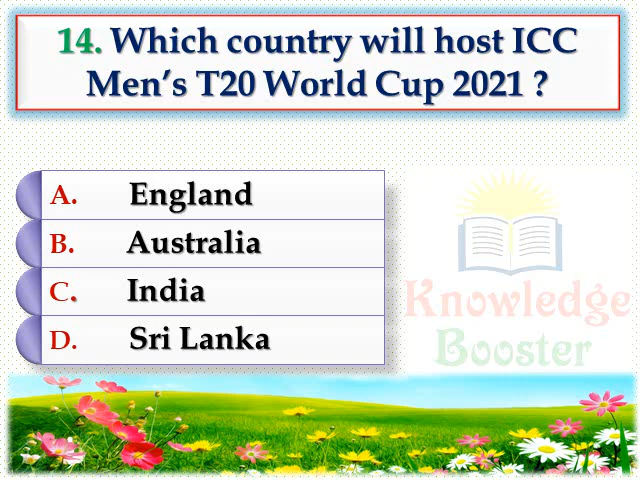 14. Which country will host ICC
Men’s T20 World Cup 2021 ?
A. England
B. Australia
C. India
D. Sri Lanka
Knowledge
Booster